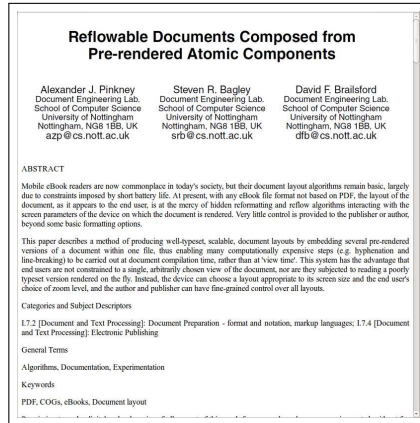 Reflowable Documents Composed from
Pre-rendered Atomic Components
Alexander J. Pinkney
Document Engineering Lab.
School of Computer Science
University of Nottingham
Nottingham, NG8 1BB, UK
azp@cs.nott.ac.uk
Steven R. Bagley
Document Engineering Lab.
School of Computer Science
University of Nottingham
Nottingham, NG8 1BB, UK
srb@cs.nott.ac.uk
David F. Brailsford
Document Engineering Lab.
School of Computer Science
University of Nottingham
Nottingham, NG8 1BB, UK
dfb@cs.nott.ac.uk
ABSTRACT
Mobile eBook readers are now commonplace in today's society, but their document layout algorithms remain basic, largely
due to constraints imposed by short battery life. At present, with any eBook file format not based on PDF, the layout of the
document, as it appears to the end user, is at the mercy of hidden reformatting and reflow algorithms interacting with the
screen parameters of the device on which the document is rendered. Very little control is provided to the publisher or author,
beyond some basic formatting options.
This paper describes a method of producing well-typeset, scalable, document layouts by embedding several pre-rendered
versions of a document within one file, thus enabling many computationally expensive steps (e.g. hyphenation and
line-breaking) to be carried out at document compilation time, rather than at 'view time'. This system has the advantage that
end users are not constrained to a single, arbitrarily chosen view of the document, nor are they subjected to reading a poorly
typeset version rendered on the fly. Instead, the device can choose a layout appropriate to its screen size and the end user's
choice of zoom level, and the author and publisher can have fine-grained control over all layouts.
Categories and Subject Descriptors
I.7.2 [Document and Text Processing]: Document Preparation - format and notation, markup languages; I.7.4 [Document
and Text Processing]: Electronic Publishing
General Terms
Algorithms, Documentation, Experimentation
Keywords
PDF, COGs, eBooks, Document layout